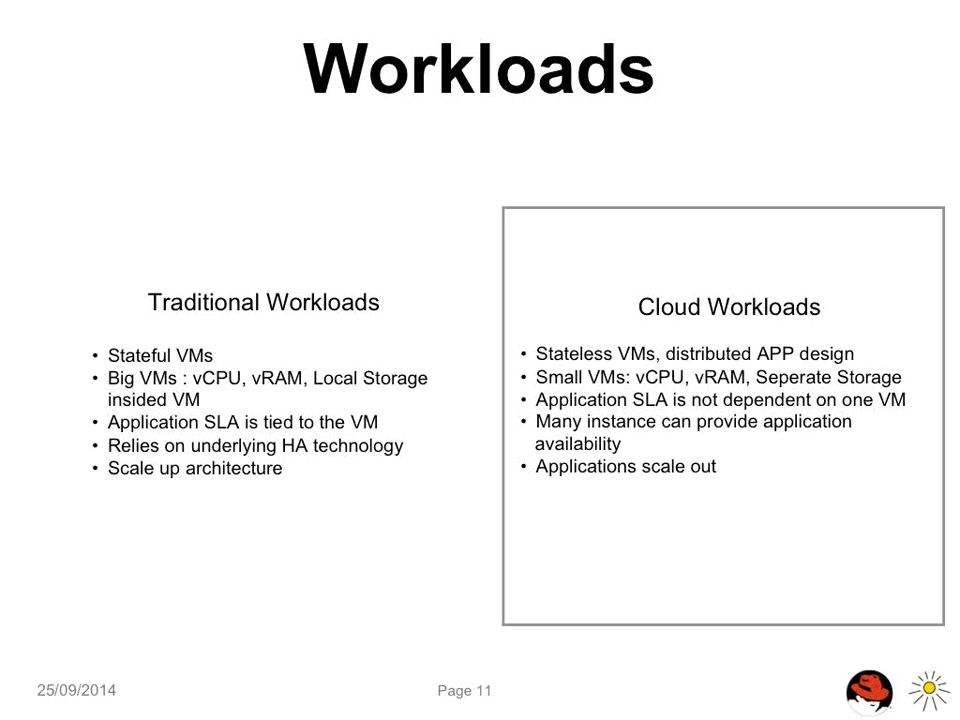 Workloads
Traditional Workloads
• Stateful VMs
• Big VMs : vCPU, vRAM, Local Storage
insided VM
• Application SLA is tied to the VM
• Relies on underlying HA technology
• Scale up architecture
Cloud Workloads
• Stateless VMs, distributed APP design
• Small VMs: vCPU, vRAM, Seperate Storage
• Application SLA is not dependent on one VM
• Many instance can provide application
availability
• Applications scale out
25/09/2014
Page 11